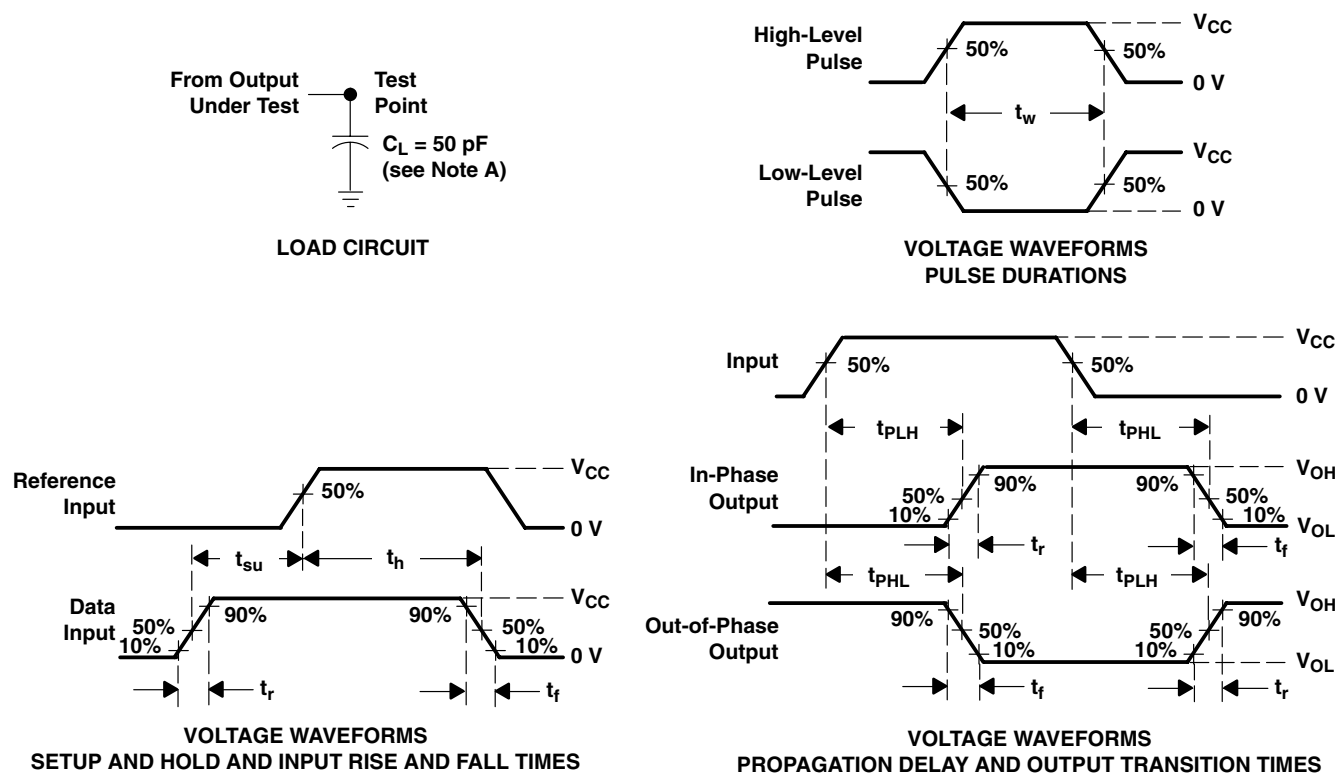 From Output
Under Test
Test
Point
C_L = 50 pF
(see Note A)
LOAD CIRCUIT
High-Level
Pulse
50%
50%
V_CC
0 V
t_w
Low-Level
Pulse
50%
50%
V_CC
0 V
VOLTAGE WAVEFORMS
PULSE DURATIONS
Reference
Input
50%
V_CC
0 V
t_su
t_h
Data
Input
50%
10%
90%
90%
50%
10%
V_CC
0 V
t_r
t_f
VOLTAGE WAVEFORMS
SETUP AND HOLD AND INPUT RISE AND FALL TIMES
Input
50%
50%
V_CC
0 V
t_PLH
t_PHL
In-Phase
Output
50%
10%
90%
90%
50%
10%
V_OH
V_OL
t_r
t_f
t_PHL
t_PLH
Out-of-Phase
Output
90%
50%
10%
50%
10%
90%
V_OH
V_OL
t_f
t_r
VOLTAGE WAVEFORMS
PROPAGATION DELAY AND OUTPUT TRANSITION TIMES